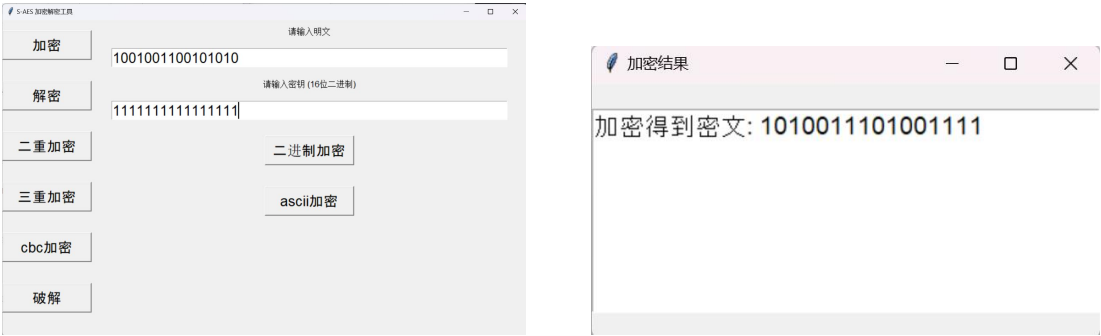 S-AES 加密解密工具
加密
解密
二重加密
三重加密
cbc加密
破解
请输入明文
1001001100101010
请输入密钥 (16位二进制)
1111111111111111
二进制加密
ascii加密
加密结果
加密得到密文: 1010011101001111